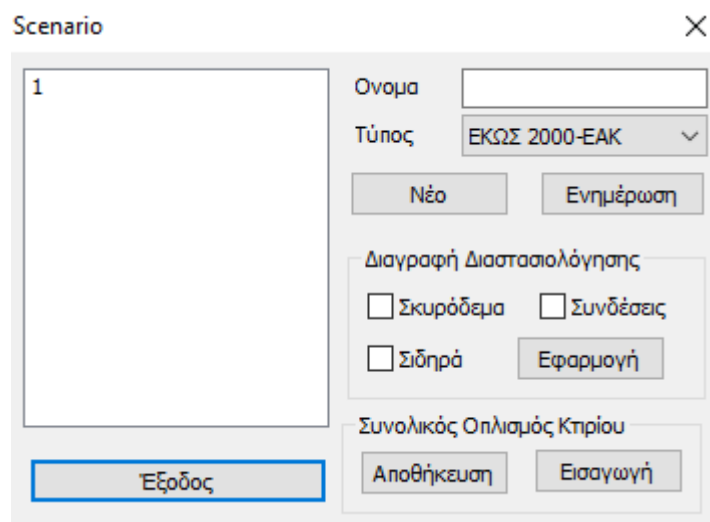 Scenario
1
Ονομα
Τύπος
ΕΚΩΣ 2000-ΕΑΚ
Νέο
Ενημέρωση
Διαγραφή Διαστασιολόγησης
Σκυρόδεμα
Συνδέσεις
Σιδηρά
Εφαρμογή
Συνολικός Οπλισμός Κτιρίου
Αποθήκευση
Εισαγωγή
Έξοδος